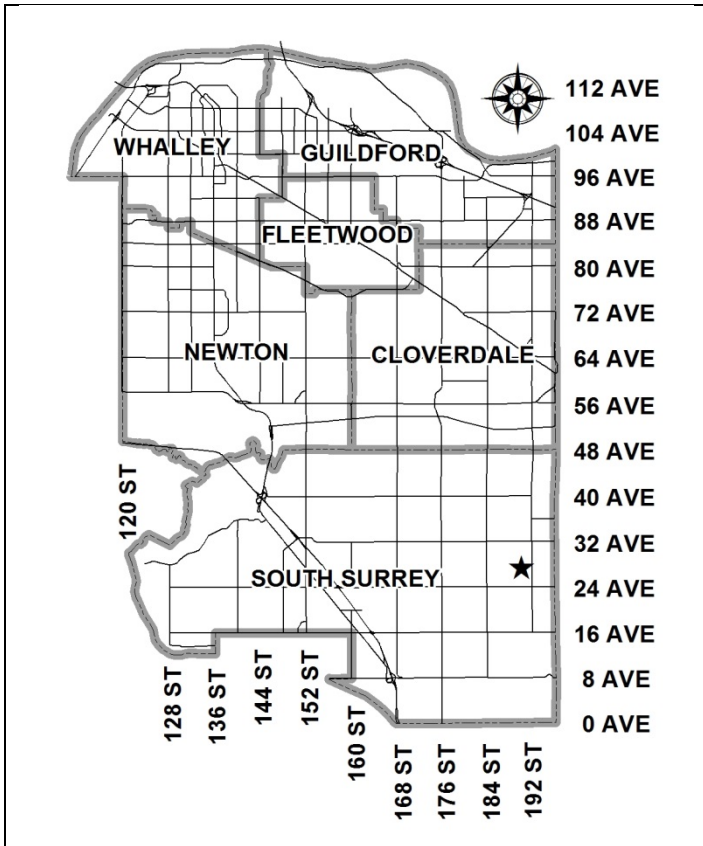 112 AVE
104 AVE
WHALLEY
GUILDFORD
96 AVE
88 AVE
FLEETWOOD
80 AVE
72 AVE
NEWTON
CLOVERDALE
64 AVE
56 AVE
48 AVE
40 AVE
120 ST
32 AVE
SOUTH SURREY
24 AVE
16 AVE
8 AVE
0 AVE
128 ST
136 ST
144 ST
152 ST
160 ST
168 ST
176 ST
184 ST
192 ST